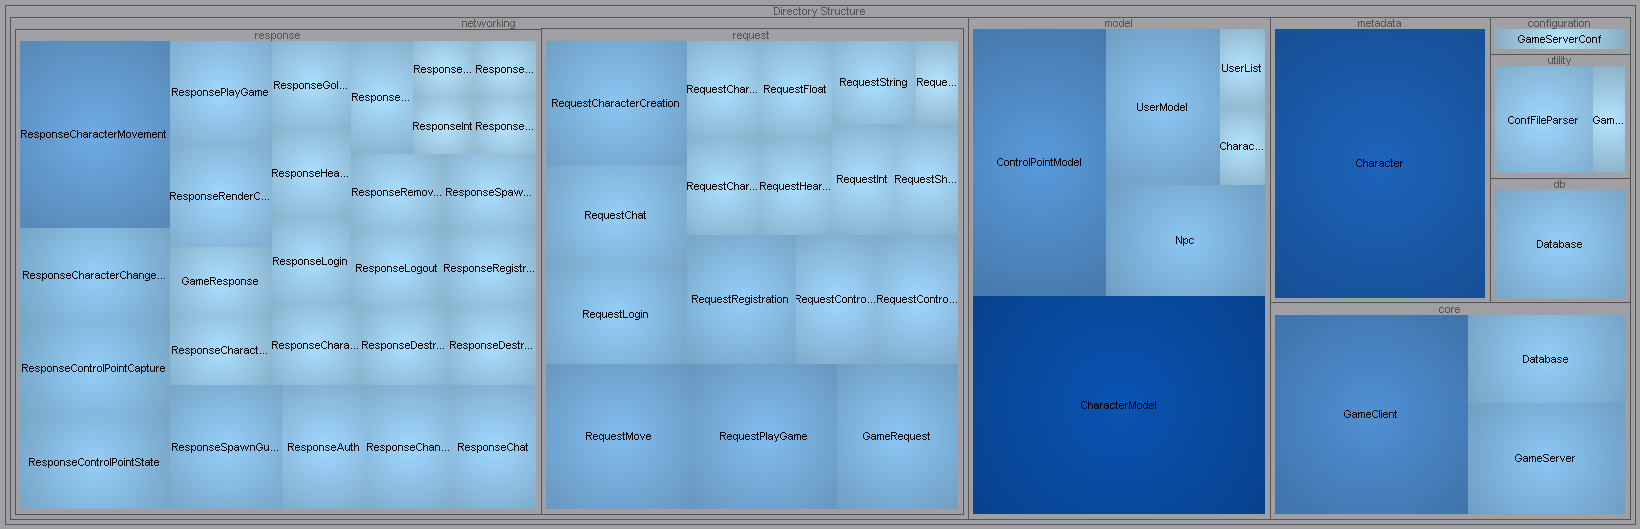 Directory Structure
networking
response
ResponseCharacterMovement
ResponsePlayGame
ResponseGol...
Response...
Response...
Response...
ResponseInt
Response...
ResponseRenderC...
ResponseHea...
ResponseRemov...
ResponseSpaw...
ResponseCharacterChange...
GameResponse
ResponseLogin
ResponseLogout
ResponseRegistr...
ResponseControlPointCapture
ResponseCharact...
ResponseChara...
ResponseDestr...
ResponseDestr...
ResponseControlPointState
ResponseSpawnGu...
ResponseAuth
ResponseChan...
ResponseChat
request
RequestCharacterCreation
RequestChar...
RequestFloat
RequestString
Reque...
RequestChat
RequestChar...
RequestHear...
RequestInt
RequestSh...
RequestLogin
RequestRegistration
RequestContro...
RequestContro...
RequestMove
RequestPlayGame
GameRequest
model
ControlPointModel
UserModel
UserList
Charac...
Npc
CharacterModel
metadata
Character
configuration
GameServerConf
utility
ConfFileParser
Gam...
db
Database
core
GameClient
Database
GameServer